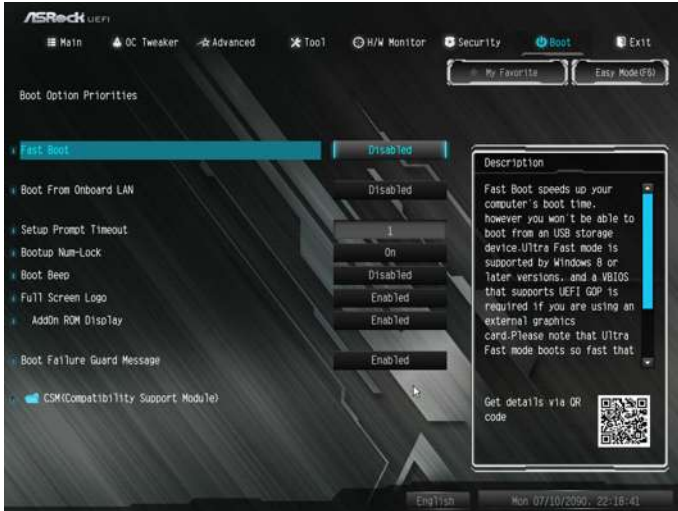 ASRock UEFI
Main OC Tweaker Advanced Tool H/W Monitor Security Boot Exit
My Favorite Easy Mode(F6)
Boot Option Priorities
Fast Boot Disabled
Boot From Onboard LAN Disabled
Setup Prompt Timeout 1
Bootup Num-Lock On
Boot Beep Disabled
Full Screen Logo Enabled
AddOn ROM Display Enabled
Boot Failure Guard Message Enabled
CSM(Compatibility Support Module)
Description
Fast Boot speeds up your
computer's boot time.
however you won't be able to
boot from an USB storage
device.Ultra Fast mode is
supported by Windows 8 or
later versions. and a VBIOS
that supports UEFI GOP is
required if you are using an
external graphics
card.Please note that Ultra
Fast mode boots so fast that
Get details via QR
code
English Mon 07/10/2090. 22:18:41